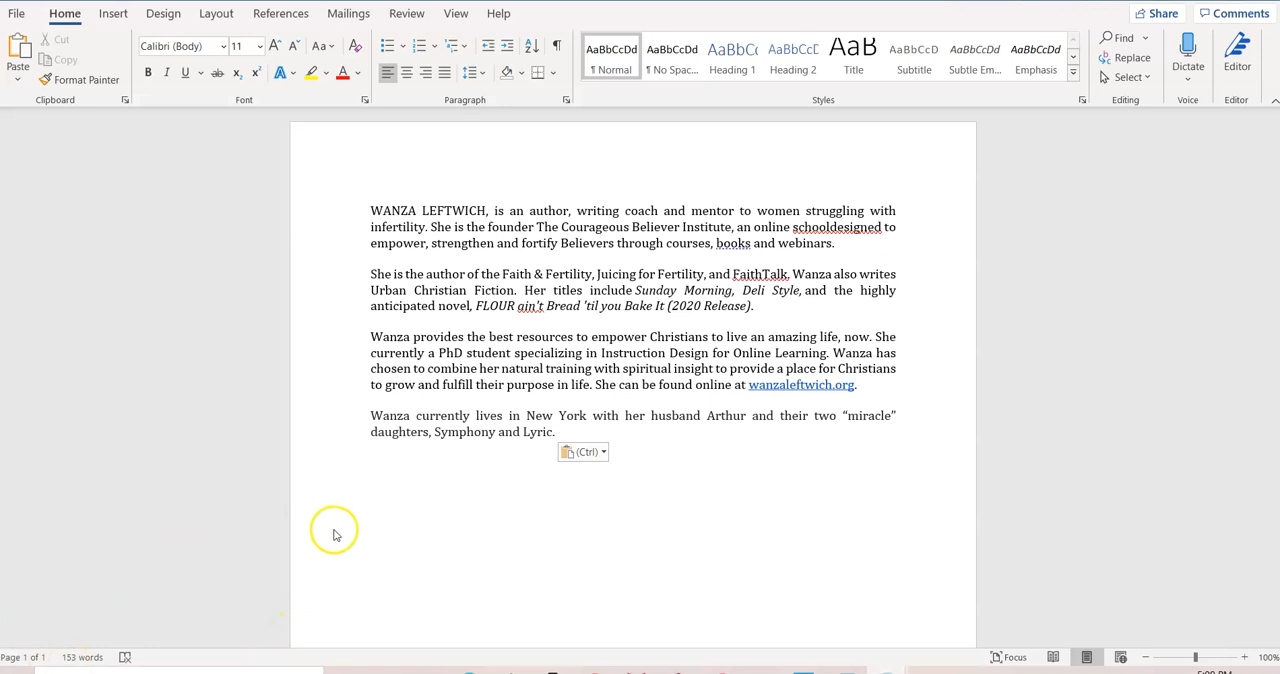 File Home Insert Design Layout References Mailings Review View Help Share Comments
Paste Cut Copy Format Painter Clipboard
Calibri (Body) 11 Aa B I U ab x₂ x² A A Font
Paragraph
AaBbCcDd ¶ Normal AaBbCcDd ¶ No Spac... AaBbC( Heading 1 AaBbCcD Heading 2 AaB Title AaBbCcD Subtitle AaBbCcDd Subtle Em... AaBbCcDd Emphasis Styles
Find Replace Select Editing
Dictate Voice
Editor Editor
WANZA LEFTWICH, is an author, writing coach and mentor to women struggling with
infertility. She is the founder The Courageous Believer Institute, an online schooldesigned to
empower, strengthen and fortify Believers through courses, books and webinars.
She is the author of the Faith & Fertility, Juicing for Fertility, and FaithTalk. Wanza also writes
Urban Christian Fiction. Her titles include Sunday Morning, Deli Style, and the highly
anticipated novel, FLOUR ain't Bread 'til you Bake It (2020 Release).
Wanza provides the best resources to empower Christians to live an amazing life, now. She
currently a PhD student specializing in Instruction Design for Online Learning. Wanza has
chosen to combine her natural training with spiritual insight to provide a place for Christians
to grow and fulfill their purpose in life. She can be found online at wanzaleftwich.org.
Wanza currently lives in New York with her husband Arthur and their two “miracle”
daughters, Symphony and Lyric.
(Ctrl)
Page 1 of 1 153 words Focus 100%